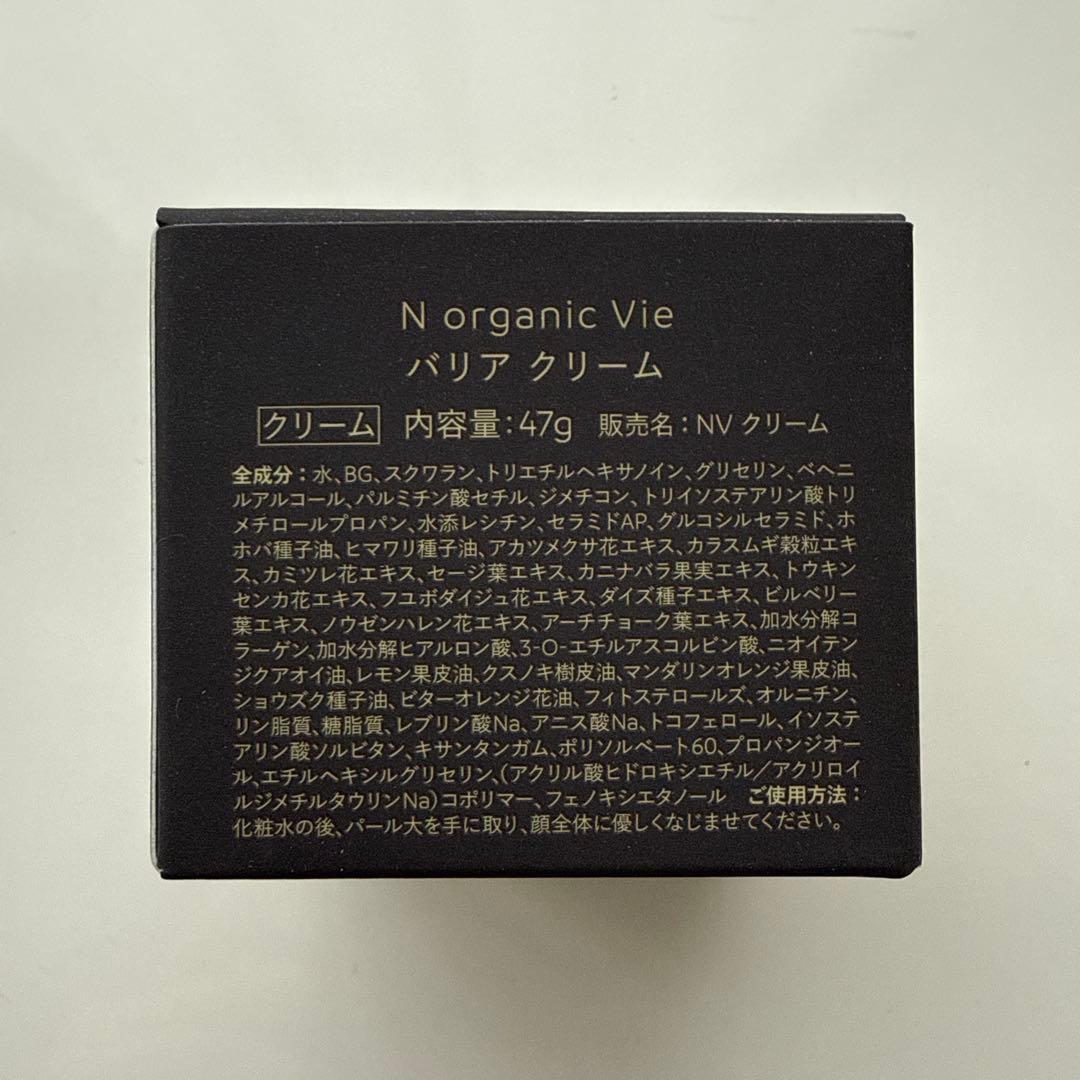 N organic Vie
バリア クリーム
クリーム 内容量:47g 販売名:NV クリーム
全成分:水、BG、スクワラン、トリエチルヘキサノイン、グリセリン、ベヘニ
ルアルコール、パルミチン酸セチル、ジメチコン、トリイソステアリン酸トリ
メチロールプロパン、水添レシチン、セラミドAP、グルコシルセラミド、ホ
ホバ種子油、ヒマワリ種子油、アカツメクサ花エキス、カラスムギ穀粒エキ
ス、カミツレ花エキス、セージ葉エキス、カニナバラ果実エキス、トウキン
センカ花エキス、フユボダイジュ花エキス、ダイズ種子エキス、ビルベリー
葉エキス、ノウゼンハレン花エキス、アーチチョーク葉エキス、加水分解コ
ラーゲン、加水分解ヒアルロン酸、3-O-エチルアスコルビン酸、ニオイテン
ジクアオイ油、レモン果皮油、クスノキ樹皮油、マンダリンオレンジ果皮油、
ショウズク種子油、ビターオレンジ花油、フィトステロールズ、オルニチン、
リン脂質、糖脂質、レブリン酸Na、アニス酸Na、トコフェロール、イソステ
アリン酸ソルビタン、キサンタンガム、ポリソルベート60、プロパンジオー
ル、エチルヘキシルグリセリン、(アクリル酸ヒドロキシエチル/アクリロイ
ルジメチルタウリンNa)コポリマー、フェノキシエタノール ご使用方法:
化粧水の後、パール大を手に取り、顔全体に優しくなじませてください。